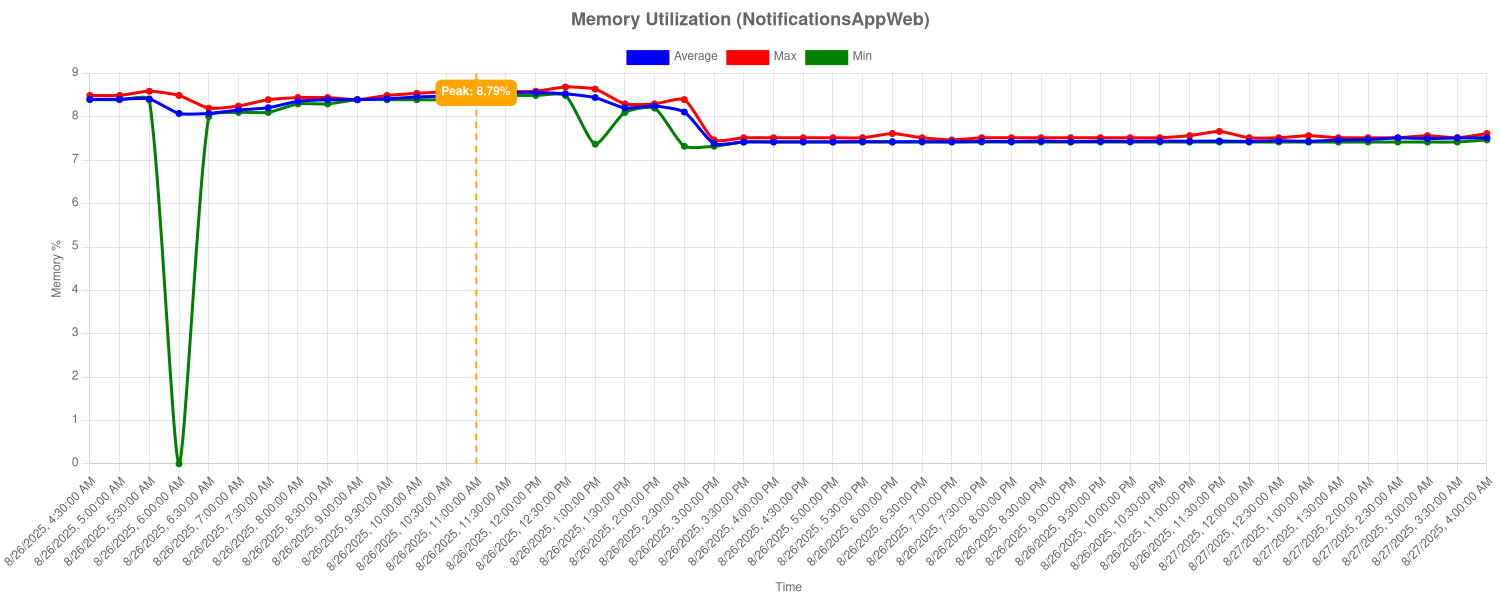 Memory Utilization (NotificationsAppWeb)
Average Max Min
Peak: 8.79%
9
8
7
6
5
4
3
2
1
0
Memory %
8/26/2025, 4:30:00 AM
8/26/2025, 5:00:00 AM
8/26/2025, 5:30:00 AM
8/26/2025, 6:00:00 AM
8/26/2025, 6:30:00 AM
8/26/2025, 7:00:00 AM
8/26/2025, 7:30:00 AM
8/26/2025, 8:00:00 AM
8/26/2025, 8:30:00 AM
8/26/2025, 9:00:00 AM
8/26/2025, 9:30:00 AM
8/26/2025, 10:00:00 AM
8/26/2025, 10:30:00 AM
8/26/2025, 11:00:00 AM
8/26/2025, 11:30:00 AM
8/26/2025, 12:00:00 PM
8/26/2025, 12:30:00 PM
8/26/2025, 1:00:00 PM
8/26/2025, 1:30:00 PM
8/26/2025, 2:00:00 PM
8/26/2025, 2:30:00 PM
8/26/2025, 3:00:00 PM
8/26/2025, 3:30:00 PM
8/26/2025, 4:00:00 PM
8/26/2025, 4:30:00 PM
8/26/2025, 5:00:00 PM
8/26/2025, 5:30:00 PM
8/26/2025, 6:00:00 PM
8/26/2025, 6:30:00 PM
8/26/2025, 7:00:00 PM
8/26/2025, 7:30:00 PM
8/26/2025, 8:00:00 PM
8/26/2025, 8:30:00 PM
8/26/2025, 9:00:00 PM
8/26/2025, 9:30:00 PM
8/26/2025, 10:00:00 PM
8/26/2025, 10:30:00 PM
8/26/2025, 11:00:00 PM
8/26/2025, 11:30:00 PM
8/27/2025, 12:00:00 AM
8/27/2025, 12:30:00 AM
8/27/2025, 1:00:00 AM
8/27/2025, 1:30:00 AM
8/27/2025, 2:00:00 AM
8/27/2025, 2:30:00 AM
8/27/2025, 3:00:00 AM
8/27/2025, 3:30:00 AM
8/27/2025, 4:00:00 AM
Time